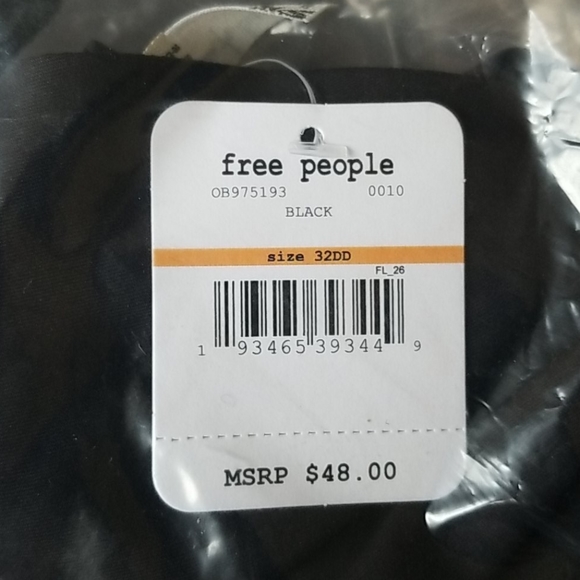 free people
OB975193 0010
BLACK
size 32DD
FL_26
1 93465 39344 9
MSRP $48.00